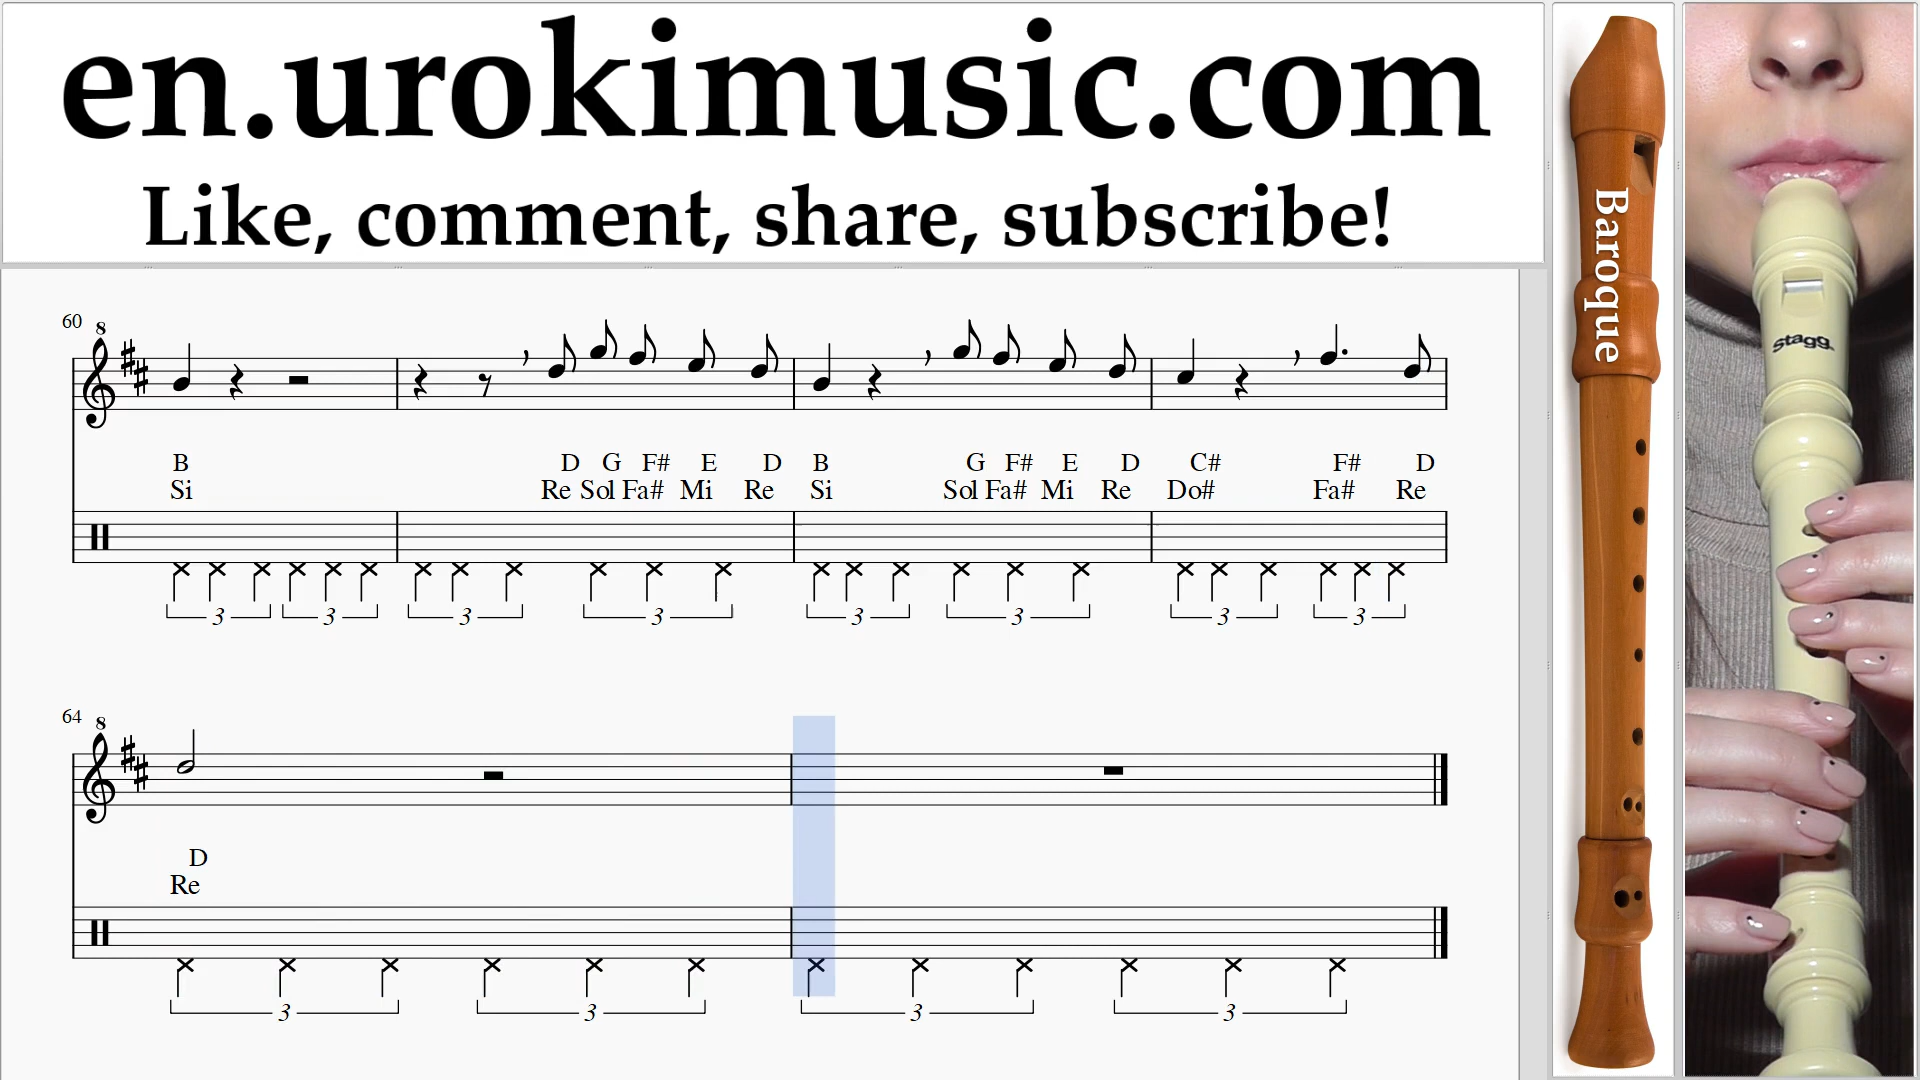 en.urokimusic.com
Like, comment, share, subscribe!
Baroque
stagg.
60
8
B D G F# E D B G F# E D C# F# D
Si Re Sol Fa# Mi Re Si Sol Fa# Mi Re Do# Fa# Re
3 3 3 3 3 3 3 3
64
8
D
Re
3 3 3 3